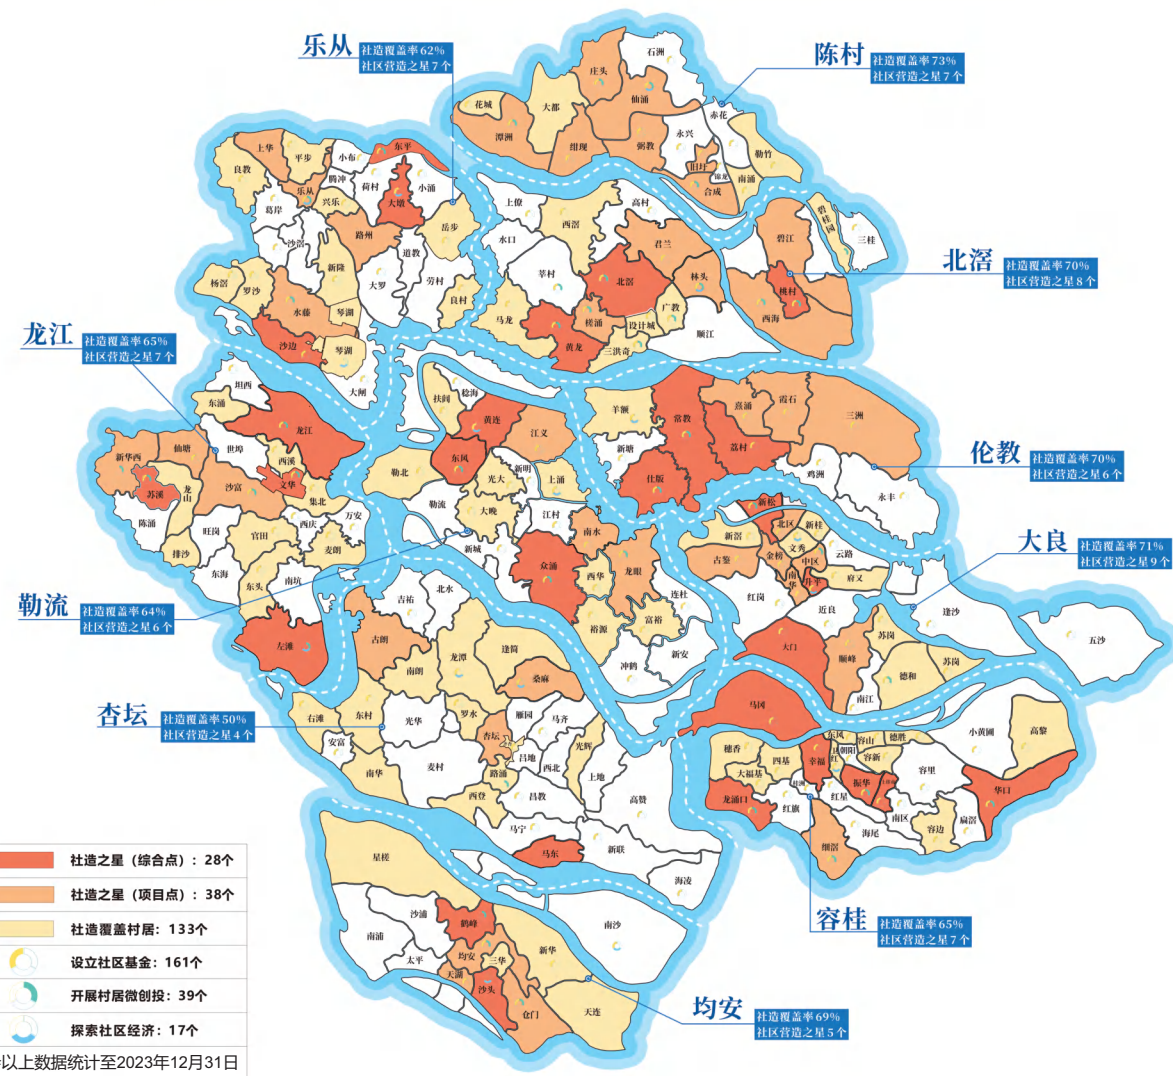 乐从
社造覆盖率62%
社区营造之星7个
陈村
社造覆盖率73%
社区营造之星7个
石洲
庄头
仙涌
大都
花城
潭洲
绀现
弼教
永兴
赤花
勒竹
旧圩
锦龙
南涌
合成
上华
平步
小布
东平
良教
腾冲
荷村
大墩
小涌
乐从
兴乐
葛岸
沙滘
路州
岳步
道教
新隆
大罗
劳村
良村
杨滘
罗沙
水藤
琴湖
沙边
琴湖
大闸
上僚
高村
西滘
水口
君兰
莘村
北滘
林头
广教
马龙
槎涌
设计城
黄龙
三洪奇
顺江
碧江
碧桂园
三桂
桃村
西海
北滘
社造覆盖率70%
社区营造之星8个
龙江
社造覆盖率65%
社区营造之星7个
坦西
东涌
龙江
世埠
仙塘
新华西
西溪
苏溪
龙山
沙富
文华
集北
陈涌
旺岗
官田
西庆
万安
排沙
麦朗
东海
东头
南坑
左滩
扶闾
稔海
黄连
江义
东风
勒北
光大
新明
上涌
勒流
大晚
江村
南水
新城
众涌
西华
龙眼
连杜
裕源
富裕
冲鹤
新安
勒流
社造覆盖率64%
社区营造之星6个
羊额
常教
熹涌
霞石
三洲
新塘
荔村
仕版
鸡洲
永丰
伦教
社造覆盖率70%
社区营造之星6个
新松
新滘
北区
新桂
文秀
云路
古鉴
金榜
中区
南华
升平
府又
红岗
近良
逢沙
五沙
大门
顺峰
苏岗
苏岗
德和
南江
大良
社造覆盖率71%
社区营造之星9个
吉祐
北水
古朗
龙潭
逢简
南朗
桑麻
右滩
东村
光华
罗水
雁园
马齐
杏坛
光辉
安富
麦村
吕地
西北
上地
南华
路涌
西登
昌教
高赞
马宁
马东
新联
海凌
杏坛
社造覆盖率50%
社区营造之星4个
马冈
穗香
东风
容山
德胜
小黄圃
高黎
四基
幸福
朝阳
容新
大福基
容里
龙涌口
桂洲
振华
华口
红旗
红星
南区
容边
扁滘
海尾
细滘
容桂
社造覆盖率65%
社区营造之星7个
星槎
沙浦
鹤峰
南浦
南沙
太平
均安
三华
新华
天湖
沙头
仓门
天连
均安
社造覆盖率69%
社区营造之星5个
社造之星（综合点）：28个
社造之星（项目点）：38个
社造覆盖村居：133个
设立社区基金：161个
开展村居微创投：39个
探索社区经济：17个
以上数据统计至2023年12月31日